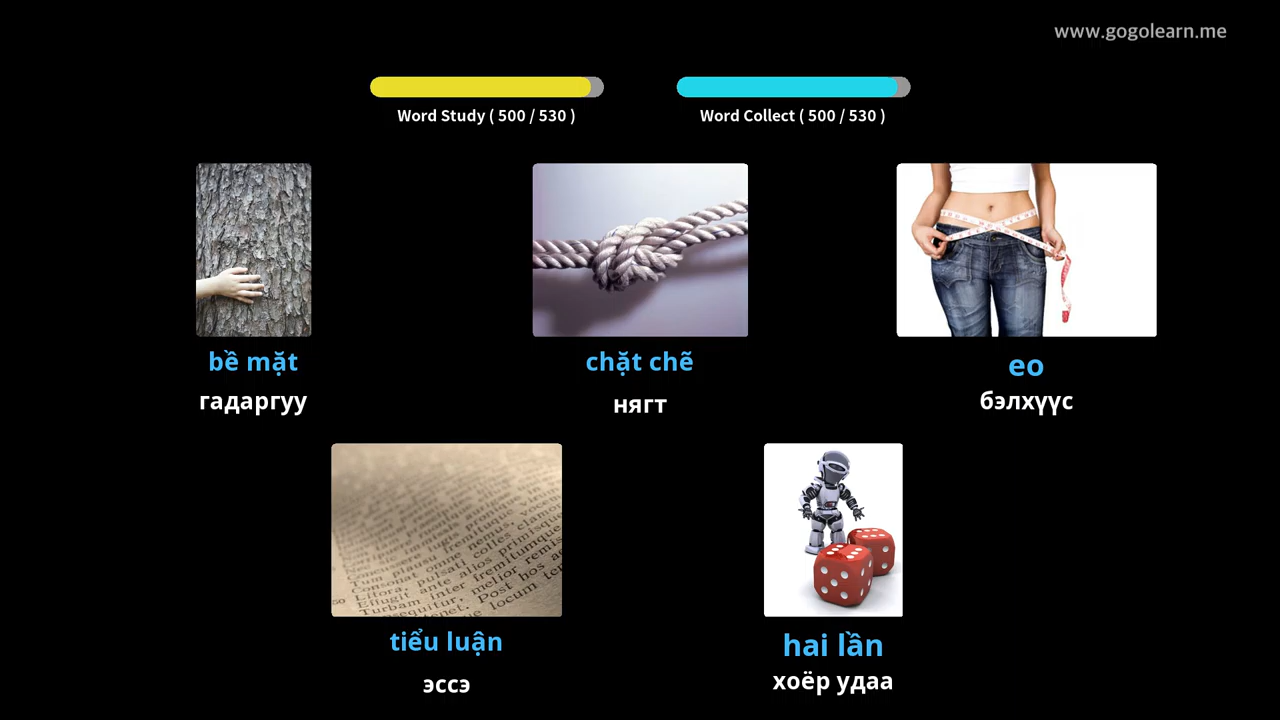 www.gogolearn.me
Word Study ( 500 / 530 )
Word Collect ( 500 / 530 )
bề mặt
гадаргуу
chặt chẽ
нягт
eo
бэлхүүс
tiểu luận
эссэ
hai lần
хоёр удаа